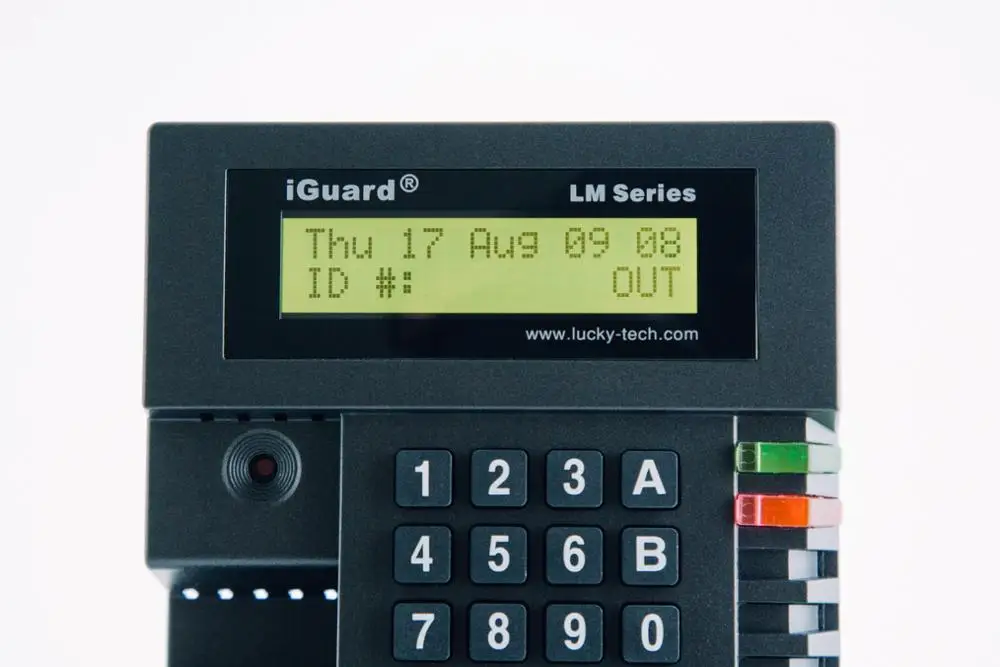 iGuard® LM Series
Thu 17 Aug 09 08
ID #: OUT
www.lucky-tech.com
1 2 3 A
4 5 6 B
7 8 9 0